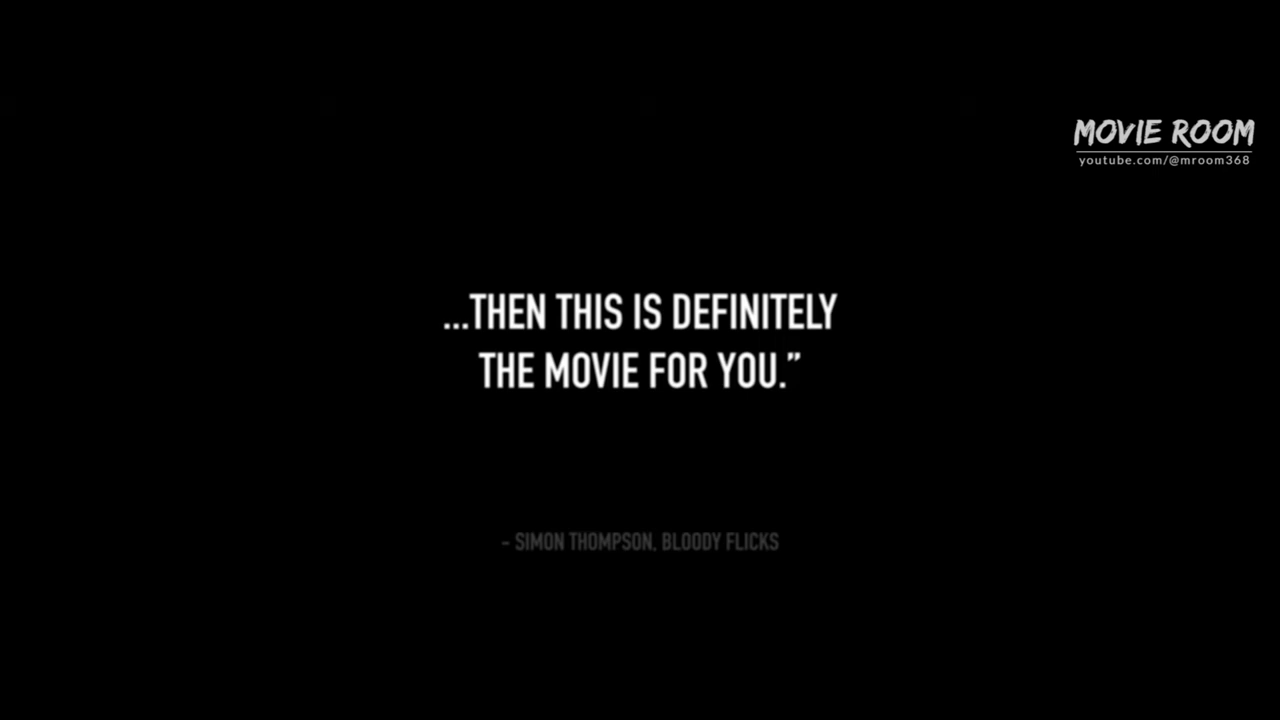 MOVIE ROOM
youtube.com/@mroom368
...THEN THIS IS DEFINITELY
THE MOVIE FOR YOU.”
- SIMON THOMPSON, BLOODY FLICKS